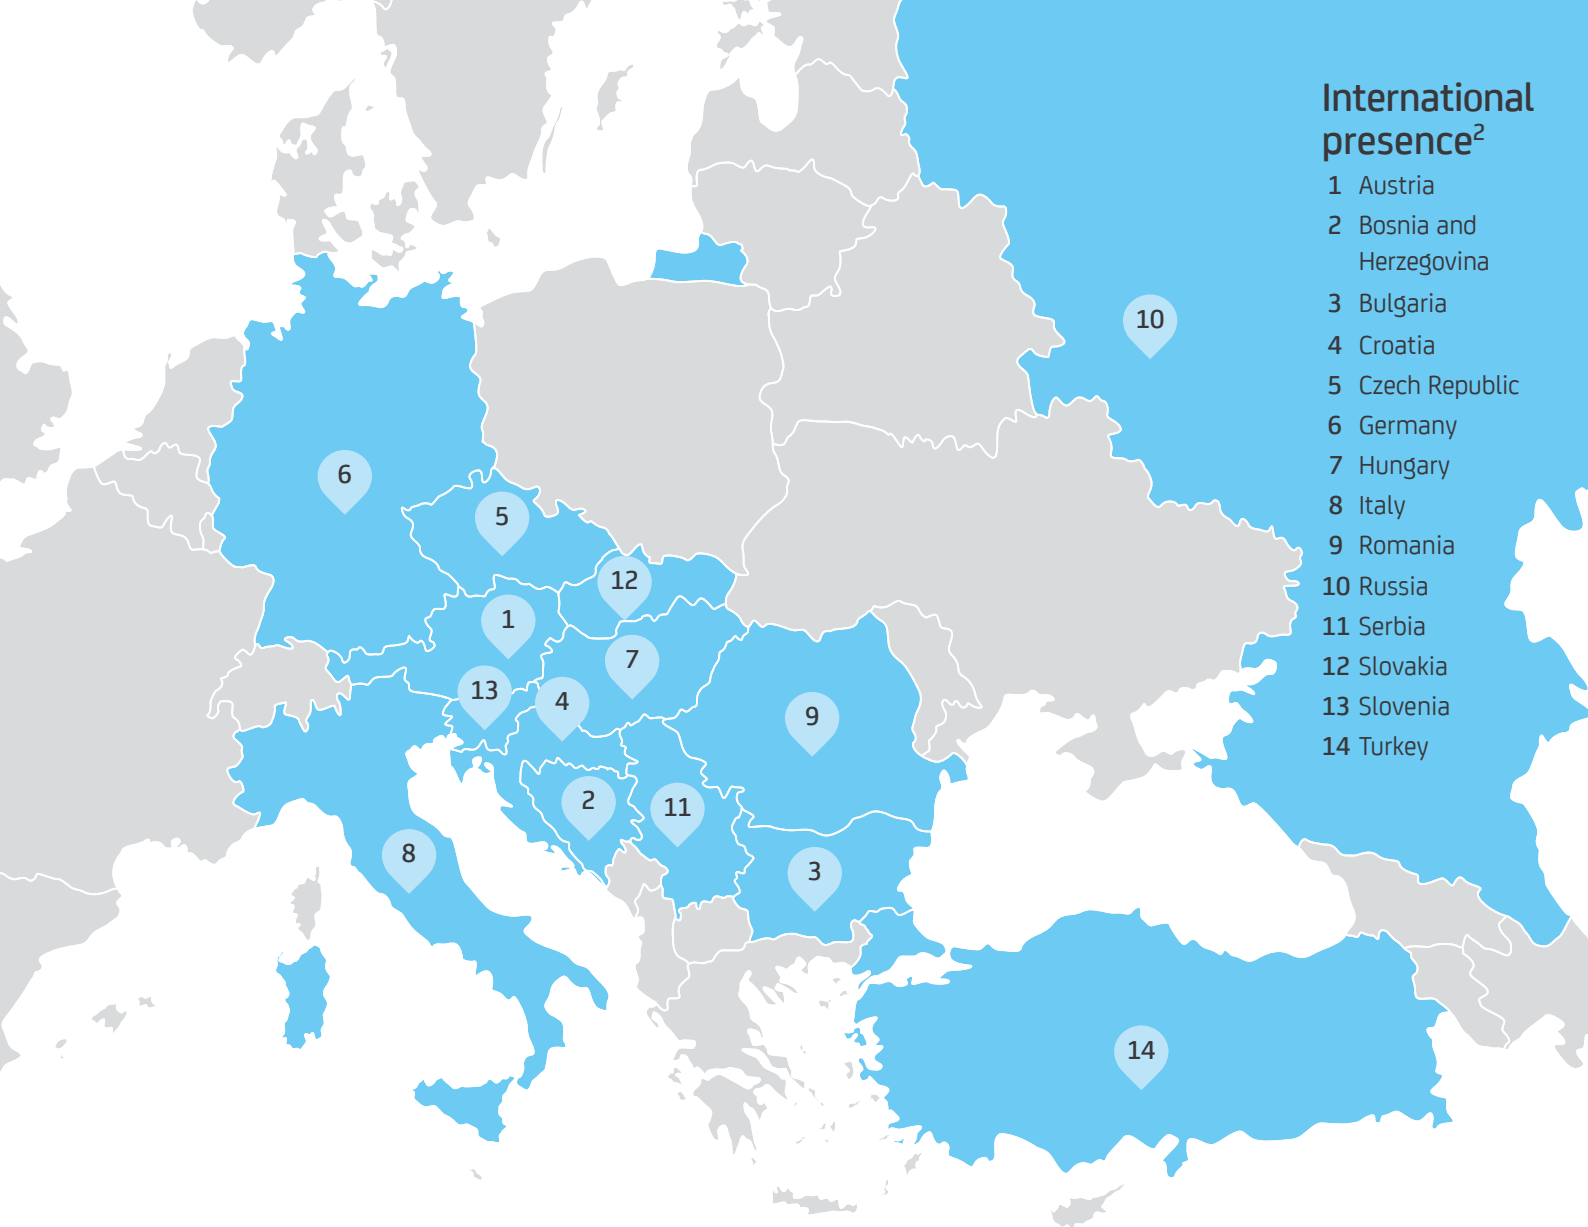 International
presence²
1 Austria
2 Bosnia and
Herzegovina
3 Bulgaria
4 Croatia
5 Czech Republic
6 Germany
7 Hungary
8 Italy
9 Romania
10 Russia
11 Serbia
12 Slovakia
13 Slovenia
14 Turkey
10
6
5
12
1
7
13
4
9
2
11
8
3
14